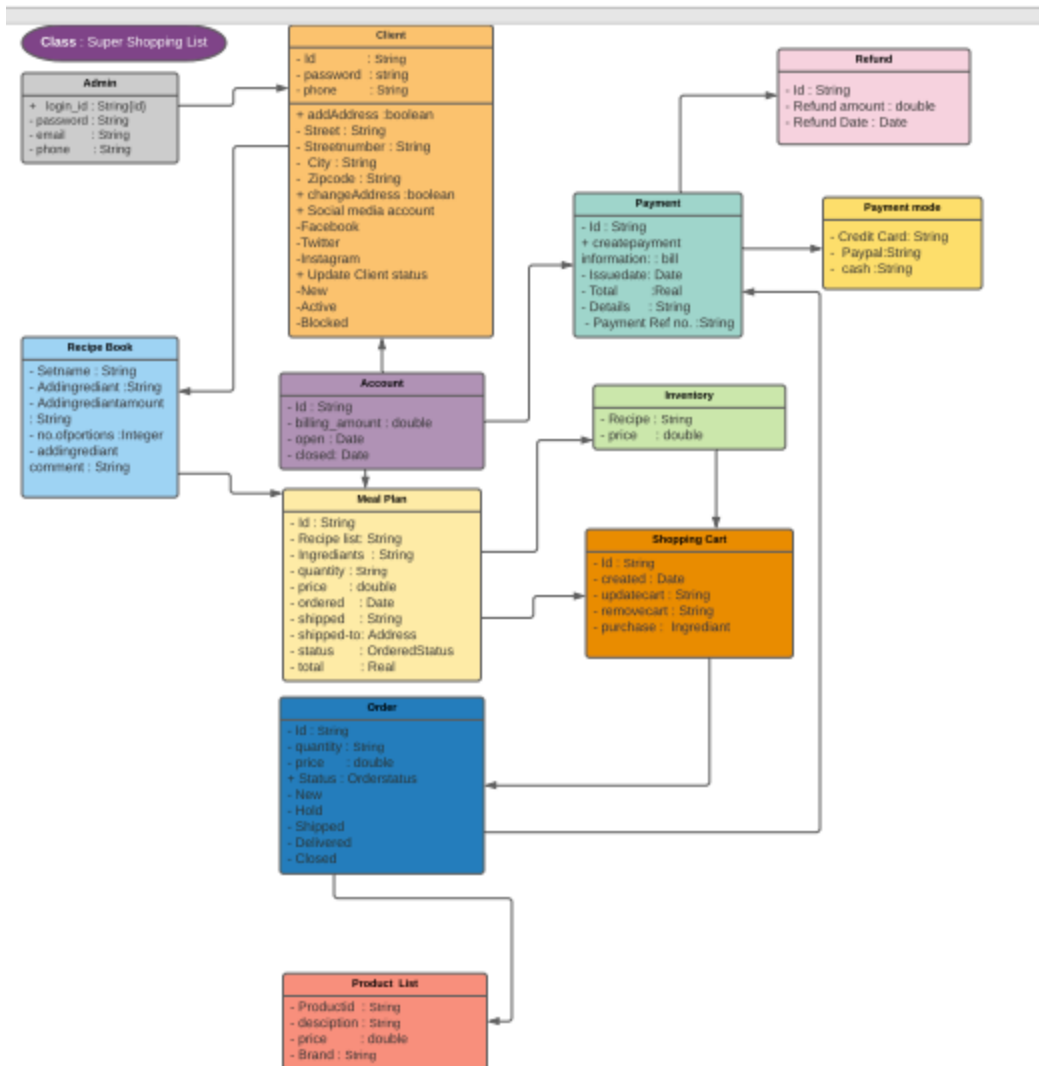 Class : Super Shopping List
Admin
+ login_id : String{id}
- password : String
- email : String
- phone : String
Client
- Id : String
- password : string
- phone : String
+ addAddress :boolean
- Street : String
- Streetnumber : String
- City : String
- Zipcode : String
+ changeAddress :boolean
+ Social media account
-Facebook
-Twitter
-Instagram
+ Update Client status
-New
-Active
-Blocked
Refund
- Id : String
- Refund amount : double
- Refund Date : Date
Payment
- Id : String
+ createpayment
information: : bill
- Issuedate: Date
- Total :Real
- Details : String
- Payment Ref no. :String
Payment mode
- Credit Card: String
- Paypal:String
- cash :String
Recipe Book
- Setname : String
- Addingrediant :String
- Addingrediantamount
: String
- no.ofportions :Integer
- addingrediant
comment : String
Account
- Id : String
- billing_amount : double
- open : Date
- closed: Date
Inventory
- Recipe : String
- price : double
Meal Plan
- Id : String
- Recipe list: String
- Ingrediants : String
- quantity : String
- price : double
- ordered : Date
- shipped : String
- shipped-to: Address
- status : OrderedStatus
- total : Real
Shopping Cart
- Id : String
- created : Date
- updatecart : String
- removecart : String
- purchase : Ingrediant
Order
- Id : String
- quantity : String
- price : double
+ Status : Orderstatus
- New
- Hold
- Shipped
- Delivered
- Closed
Product List
- Productid : String
- desciption : String
- price : double
- Brand : String